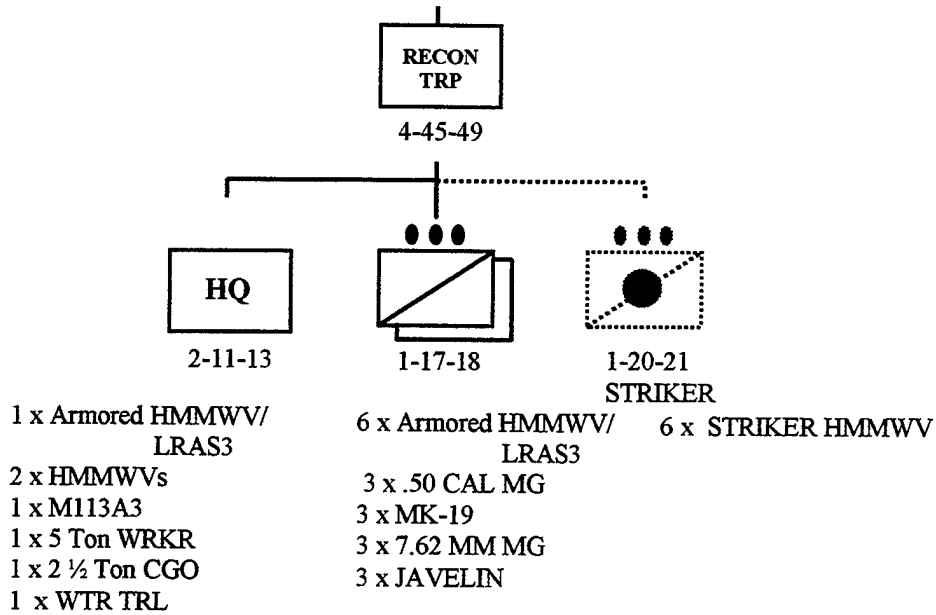 RECON
TRP
4-45-49
HQ
2-11-13
1-17-18
1-20-21
STRIKER
1 x Armored HMMWV/
LRAS3
2 x HMMWVs
1 x M113A3
1 x 5 Ton WRKR
1 x 2 ½ Ton CGO
1 x WTR TRL
6 x Armored HMMWV/
LRAS3
3 x .50 CAL MG
3 x MK-19
3 x 7.62 MM MG
3 x JAVELIN
6 x STRIKER HMMWV